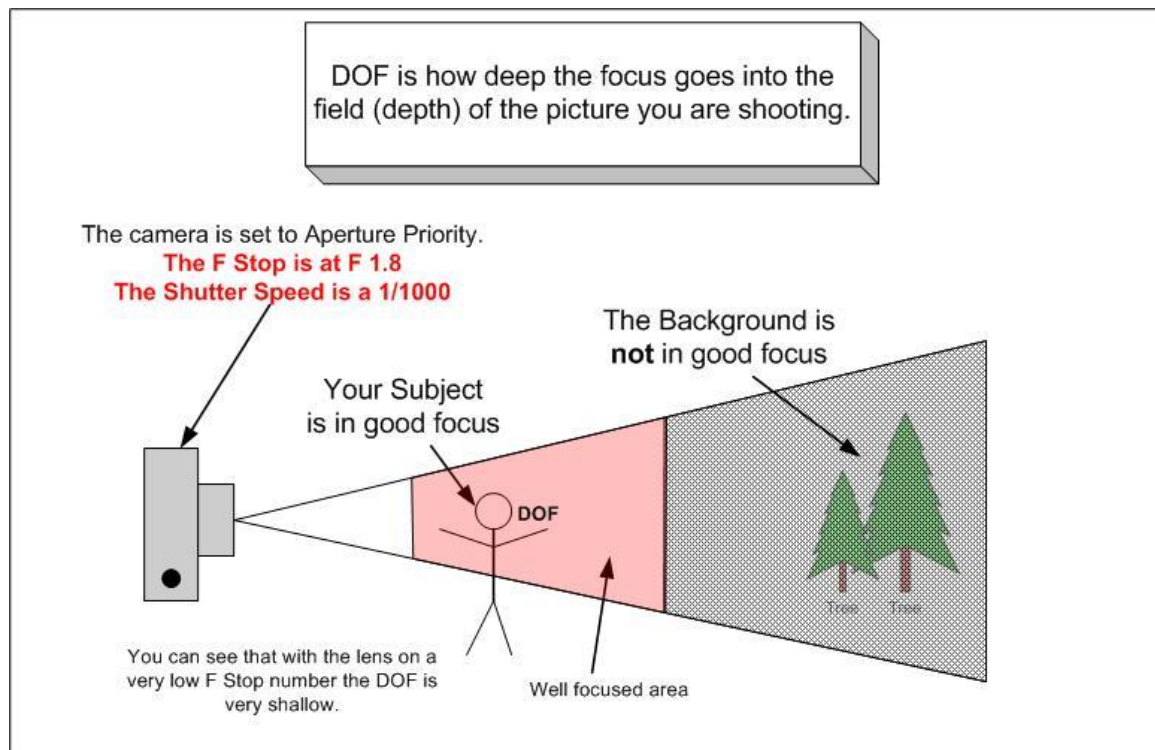 DOF is how deep the focus goes into the
field (depth) of the picture you are shooting.
The camera is set to Aperture Priority.
The F Stop is at F 1.8
The Shutter Speed is a 1/1000
The Background is
not in good focus
Your Subject
is in good focus
DOF
Tree
Tree
You can see that with the lens on a
very low F Stop number the DOF is
very shallow.
Well focused area